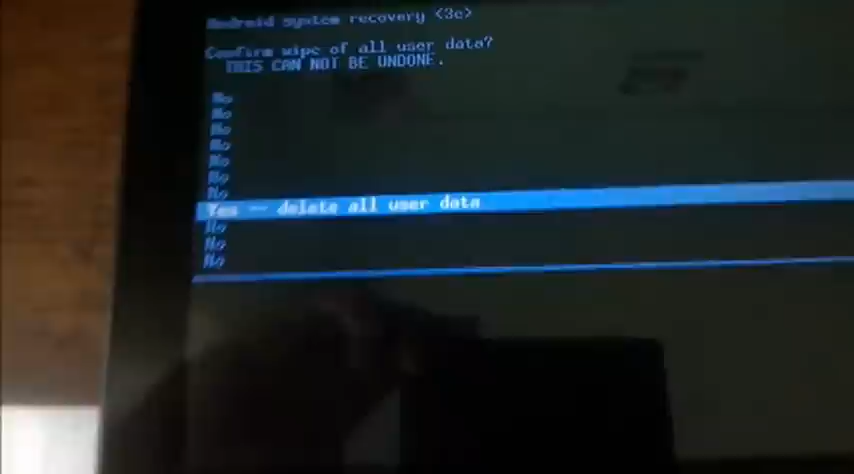 Android system recovery <3e>
Confirm wipe of all user data?
THIS CAN NOT BE UNDONE.
No
No
No
No
No
No
No
Yes -- delete all user data
No
No
No